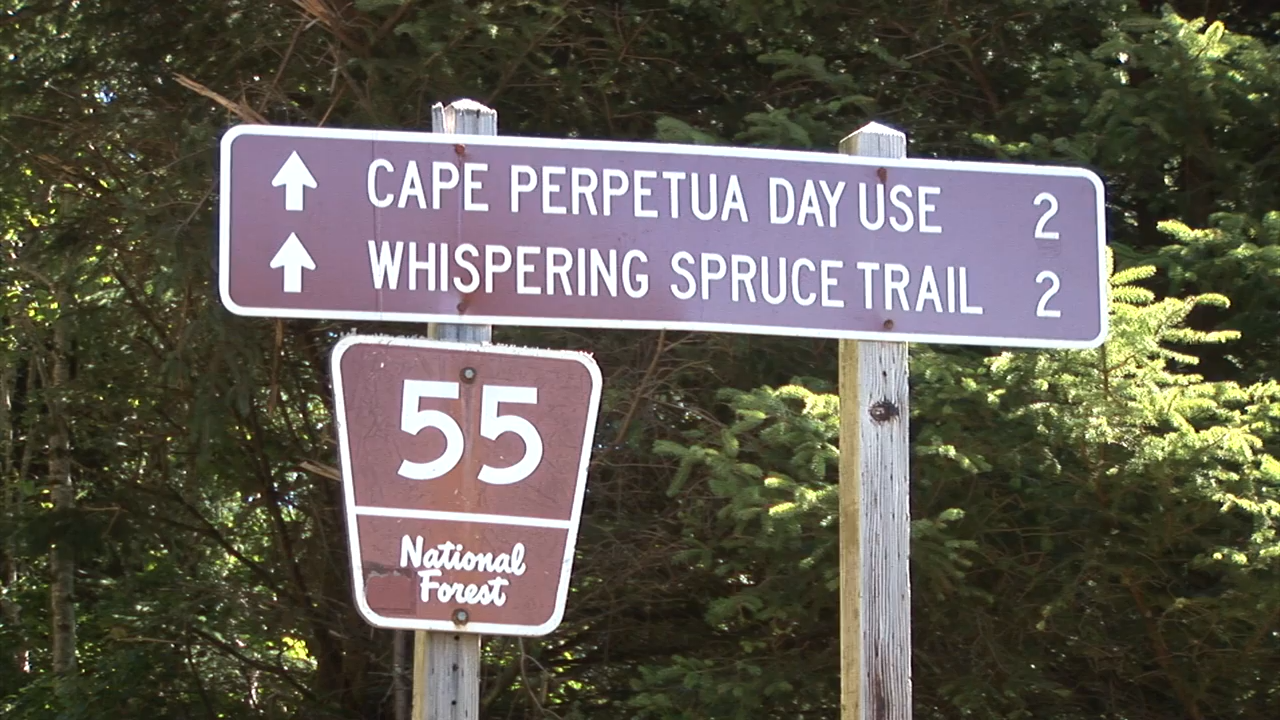 CAPE PERPETUA DAY USE 2
WHISPERING SPRUCE TRAIL 2
55
National
Forest